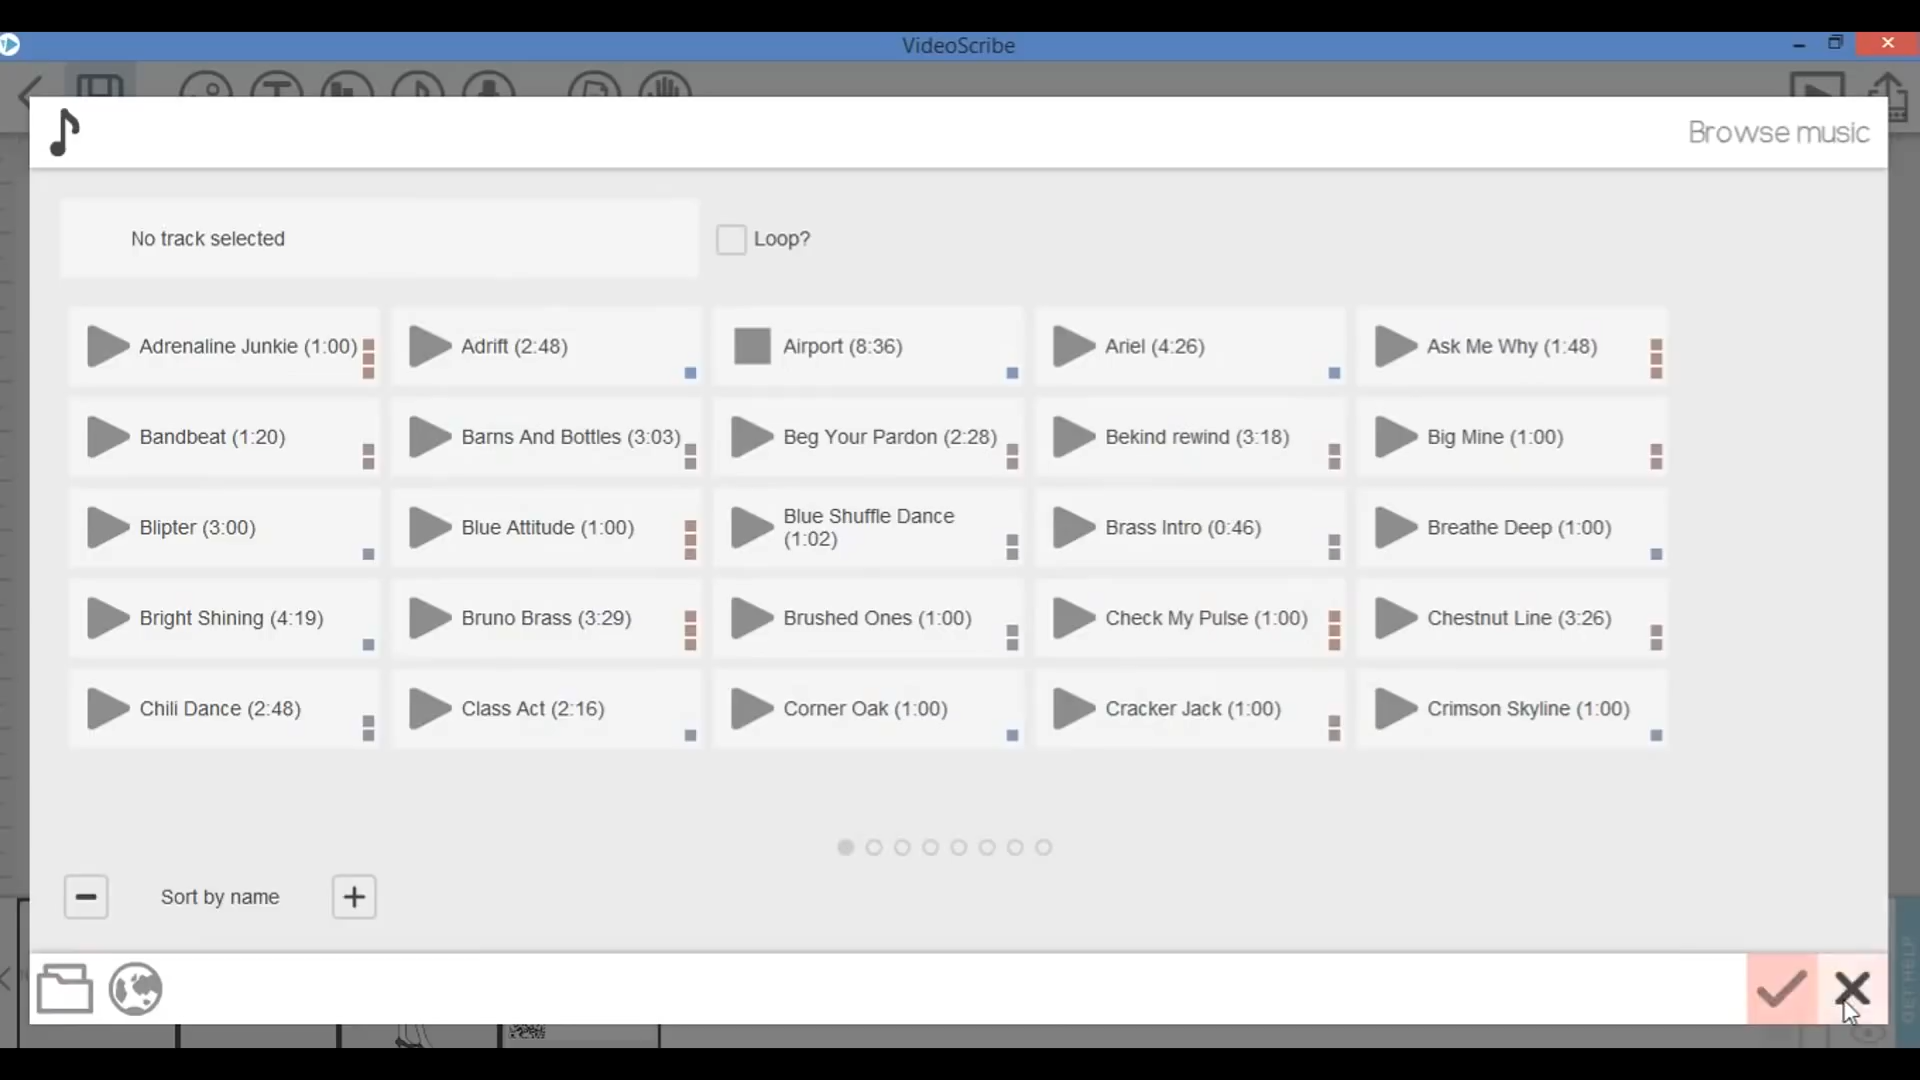 VideoScribe
Browse music
No track selected
Loop?
Adrenaline Junkie (1:00)
Adrift (2:48)
Airport (8:36)
Ariel (4:26)
Ask Me Why (1:48)
Bandbeat (1:20)
Barns And Bottles (3:03)
Beg Your Pardon (2:28)
Bekind rewind (3:18)
Big Mine (1:00)
Blipter (3:00)
Blue Attitude (1:00)
Blue Shuffle Dance
(1:02)
Brass Intro (0:46)
Breathe Deep (1:00)
Bright Shining (4:19)
Bruno Brass (3:29)
Brushed Ones (1:00)
Check My Pulse (1:00)
Chestnut Line (3:26)
Chili Dance (2:48)
Class Act (2:16)
Corner Oak (1:00)
Cracker Jack (1:00)
Crimson Skyline (1:00)
Sort by name
GET HELP